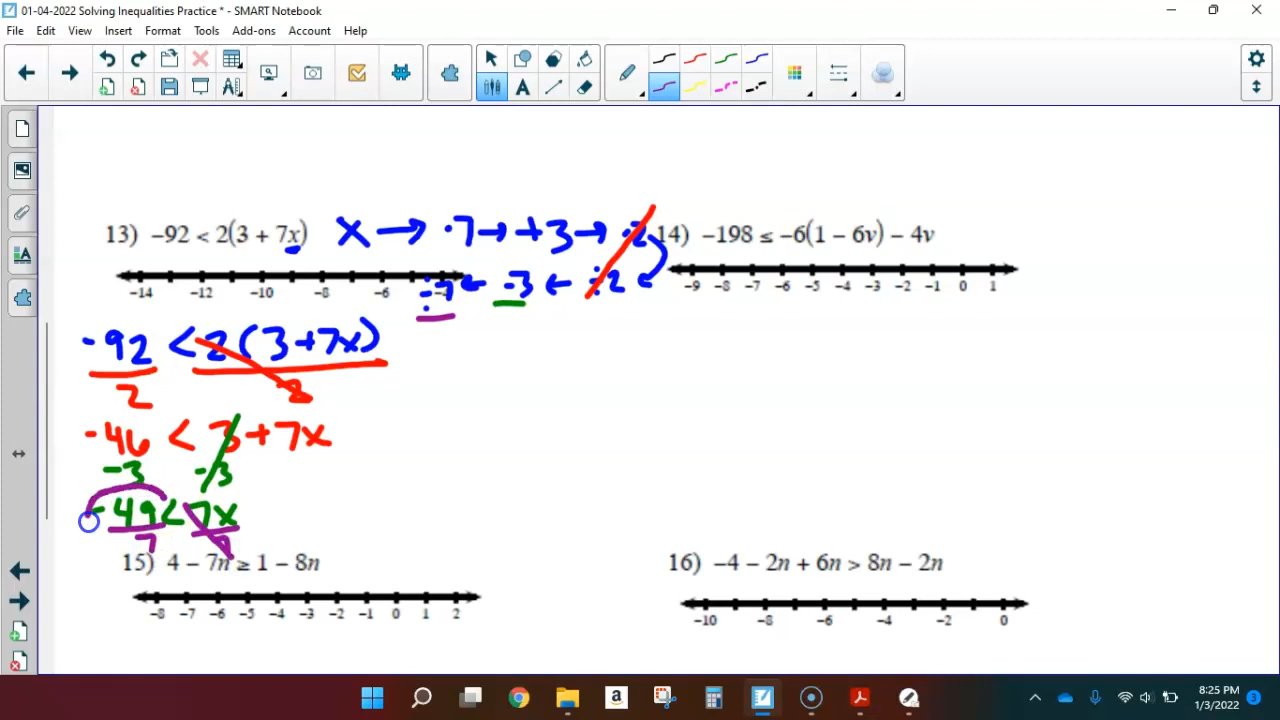 01-04-2022 Solving Inequalities Practice * - SMART Notebook
File Edit View Insert Format Tools Add-ons Account Help
13) −92 < 2(3 + 7x) x → ·7 → +3 → ·2
14) −198 ≤ −6(1 − 6v) − 4v
÷7 ← -3 ← ÷2
−14 −12 −10 −8 −6 −4
−9 −8 −7 −6 −5 −4 −3 −2 −1 0 1
-92 < 2(3+7x)
2 2
-46 < 3+7x
-3 -3
-49 < 7x
7 7
15) 4 − 7n ≥ 1 − 8n
16) −4 − 2n + 6n > 8n − 2n
−8 −7 −6 −5 −4 −3 −2 −1 0 1 2
−10 −8 −6 −4 −2 0
8:25 PM
1/3/2022
3